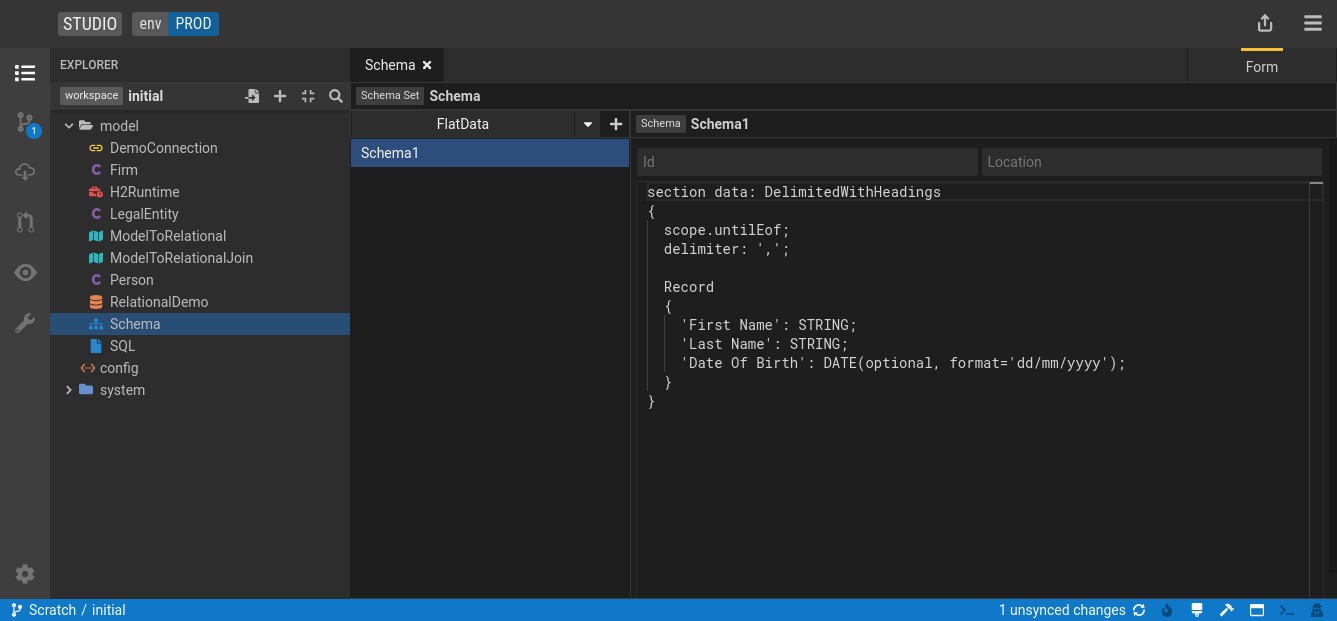 STUDIO env PROD
EXPLORER
Schema
Form
workspace initial
Schema Set Schema
model
FlatData
Schema Schema1
DemoConnection
Schema1
Firm
Id Location
H2Runtime
section data: DelimitedWithHeadings
LegalEntity
{
ModelToRelational
scope.untilEof;
ModelToRelationalJoin
delimiter: ',';
Person
Record
RelationalDemo
{
Schema
'First Name': STRING;
SQL
'Last Name': STRING;
config
'Date Of Birth': DATE(optional, format='dd/mm/yyyy');
system
}
}
1
Scratch / initial
1 unsynced changes